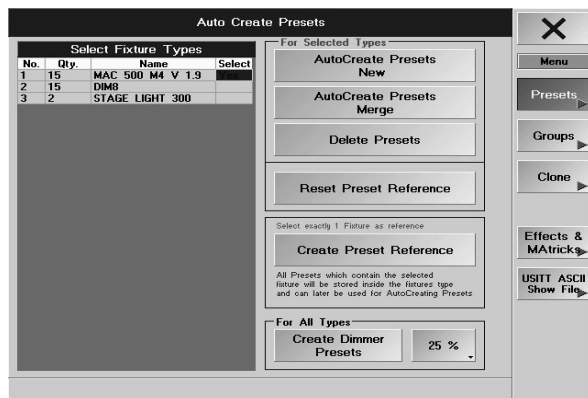 Auto Create Presets
Select Fixture Types
No. Qty. Name Select
1 15 MAC 500 M4 V 1.9 Yes
2 15 DIM8
3 2 STAGE LIGHT 300
For Selected Types
AutoCreate Presets
New
AutoCreate Presets
Merge
Delete Presets
Reset Preset Reference
Select exactly 1 Fixture as reference
Create Preset Reference
All Presets which contain the selected
fixture will be stored inside the fixtures type
and can later be used for AutoCreating Presets
For All Types
Create Dimmer
Presets
25 %
Menu
Presets
Groups
Clone
Effects &
MAtricks
USITT ASCII
Show File